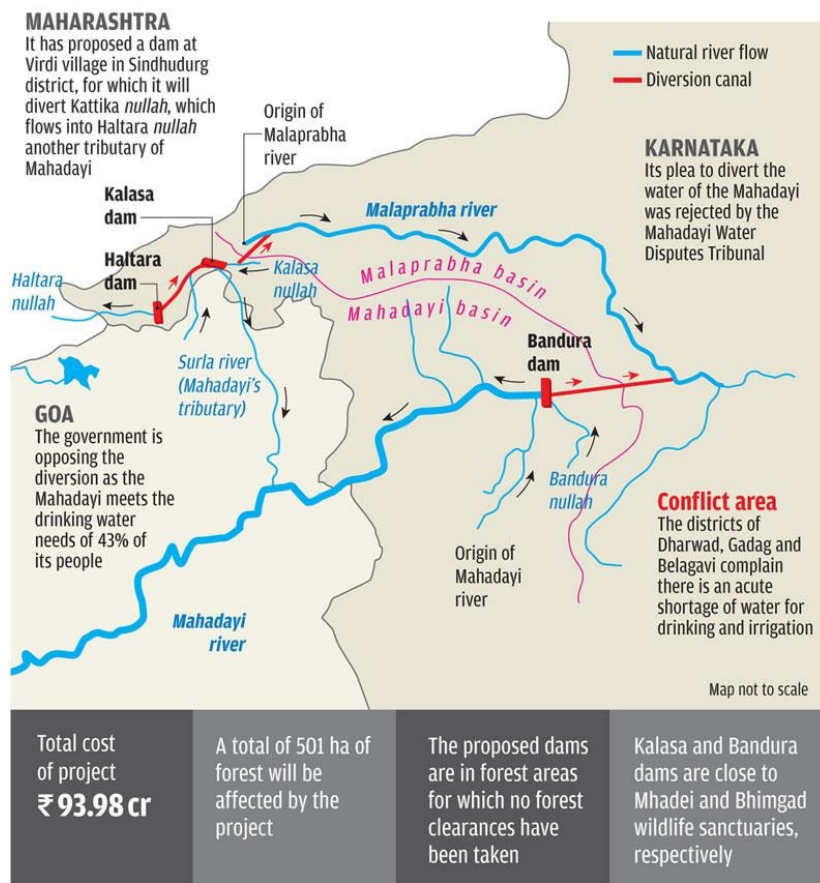 MAHARASHTRA
It has proposed a dam at
Virdi village in Sindhudurg
district, for which it will
divert Kattika nullah, which
flows into Haltara nullah
another tributary of
Mahadayi
Origin of
Malaprabha
river
Natural river flow
Diversion canal
KARNATAKA
Its plea to divert the
water of the Mahadayi
was rejected by the
Mahadayi Water
Disputes Tribunal
Kalasa
dam
Malaprabha river
Haltara
dam
Haltara
nullah
Kalasa
nullah
Malaprabha basin
Mahadayi basin
Bandura
dam
Surla river
(Mahadayi's
tributary)
GOA
The government is
opposing the
diversion as the
Mahadayi meets the
drinking water
needs of 43% of
its people
Bandura
nullah
Origin of
Mahadayi
river
Conflict area
The districts of
Dharwad, Gadag and
Belagavi complain
there is an acute
shortage of water for
drinking and irrigation
Mahadayi
river
Map not to scale
Total cost
of project
₹ 93.98 cr
A total of 501 ha of
forest will be
affected by the
project
The proposed dams
are in forest areas
for which no forest
clearances have
been taken
Kalasa and Bandura
dams are close to
Mhadei and Bhimgad
wildlife sanctuaries,
respectively